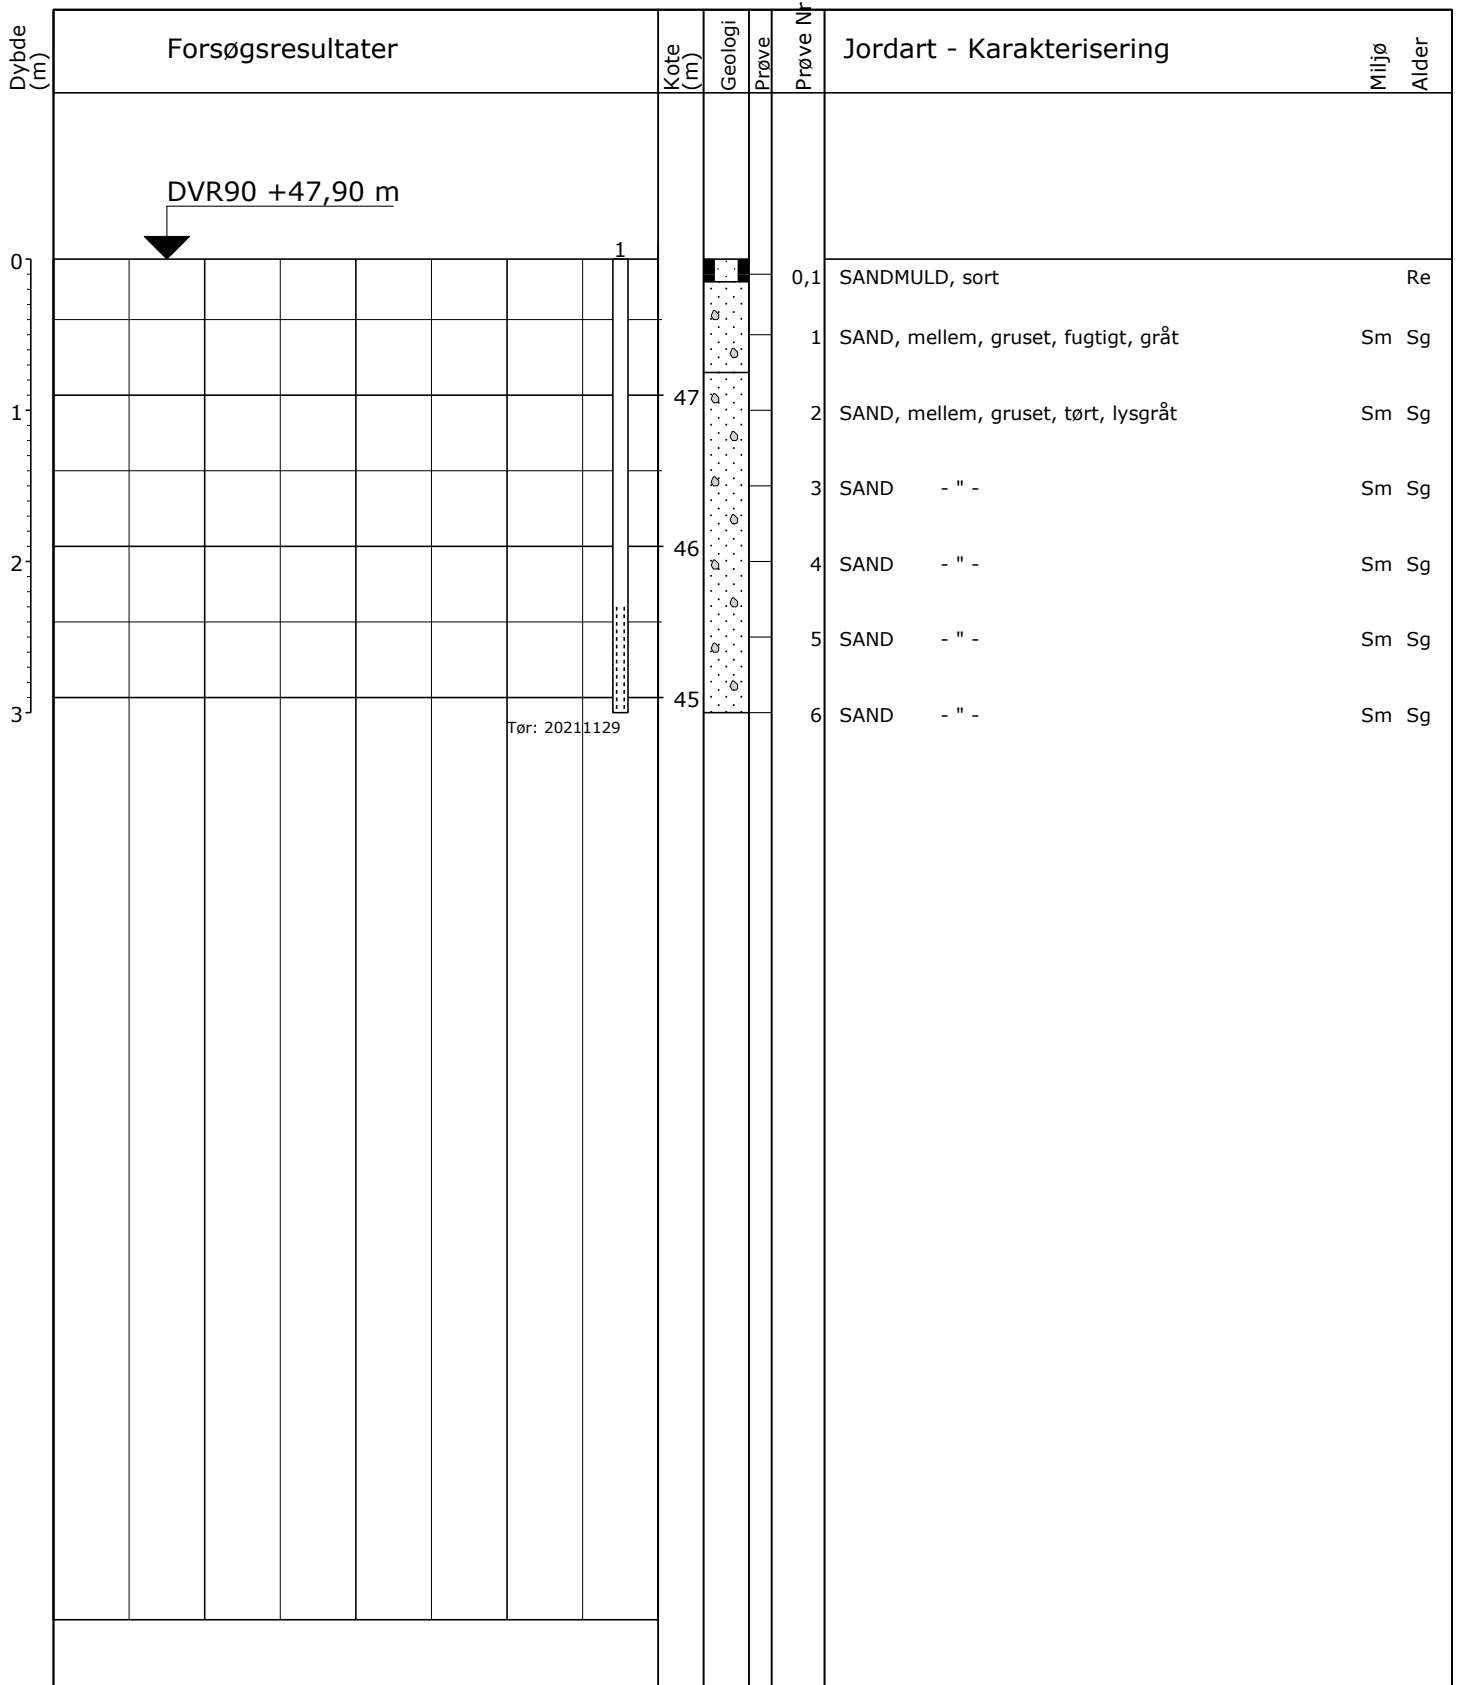 Dybde (m)
Forsøgsresultater
Kote (m)
Geologi
Prøve
Prøve Nr
Jordart - Karakterisering
Miljø
Alder
DVR90 +47,90 m
1
0
0,1 SANDMULD, sort Re
1 SAND, mellem, gruset, fugtigt, gråt Sm Sg
47
1
2 SAND, mellem, gruset, tørt, lysgråt Sm Sg
3 SAND - " - Sm Sg
46
2
4 SAND - " - Sm Sg
5 SAND - " - Sm Sg
45
3
6 SAND - " - Sm Sg
Tør: 20211129